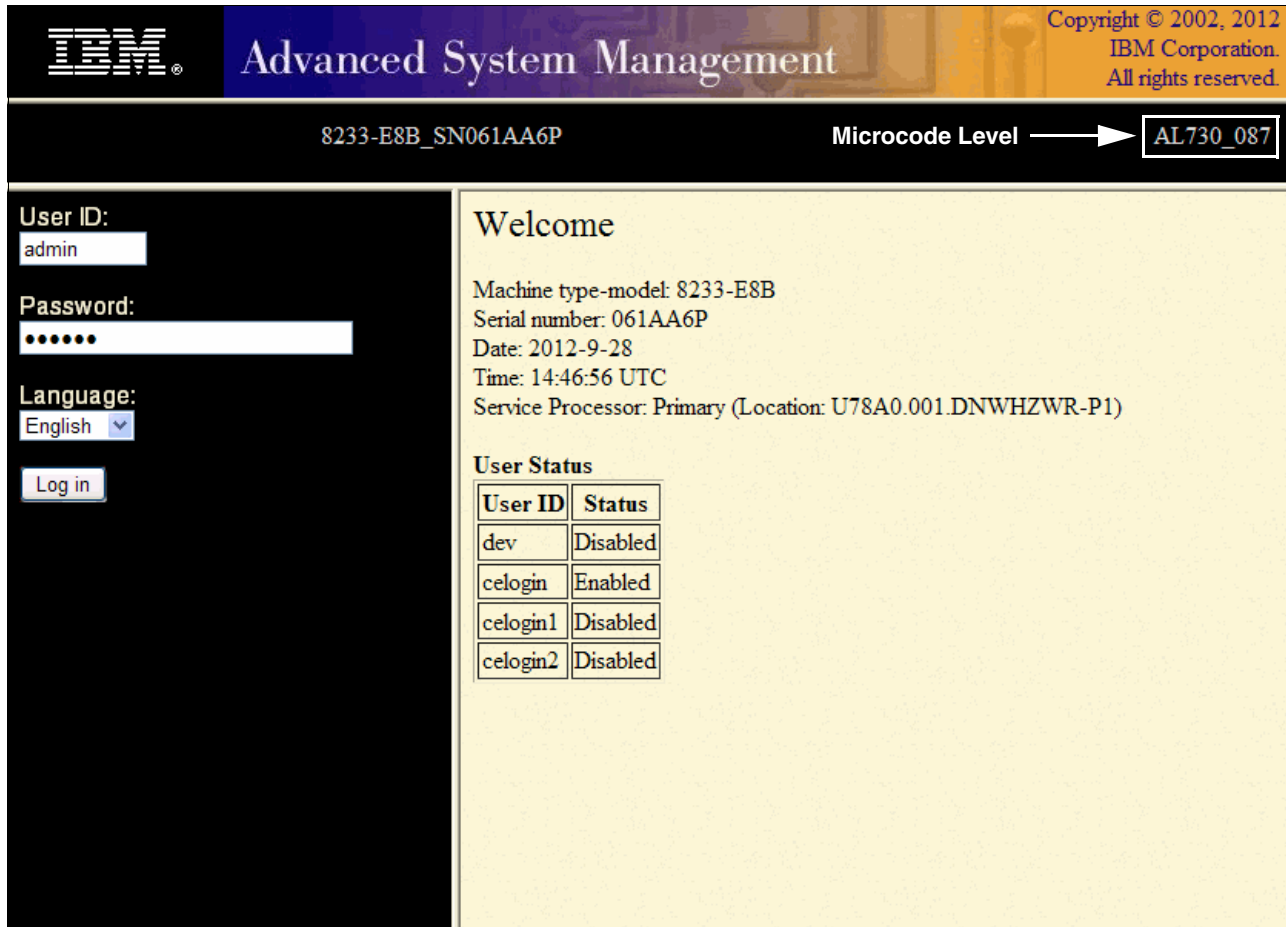 IBM®
Advanced System Management
Copyright © 2002, 2012
IBM Corporation.
All rights reserved.
8233-E8B_SN061AA6P
Microcode Level
AL730_087
User ID:
admin
Password:
••••••
Language:
English
Log in
Welcome
Machine type-model: 8233-E8B
Serial number: 061AA6P
Date: 2012-9-28
Time: 14:46:56 UTC
Service Processor: Primary (Location: U78A0.001.DNWHZWR-P1)
User Status
User ID Status
dev Disabled
celogin Enabled
celogin1 Disabled
celogin2 Disabled